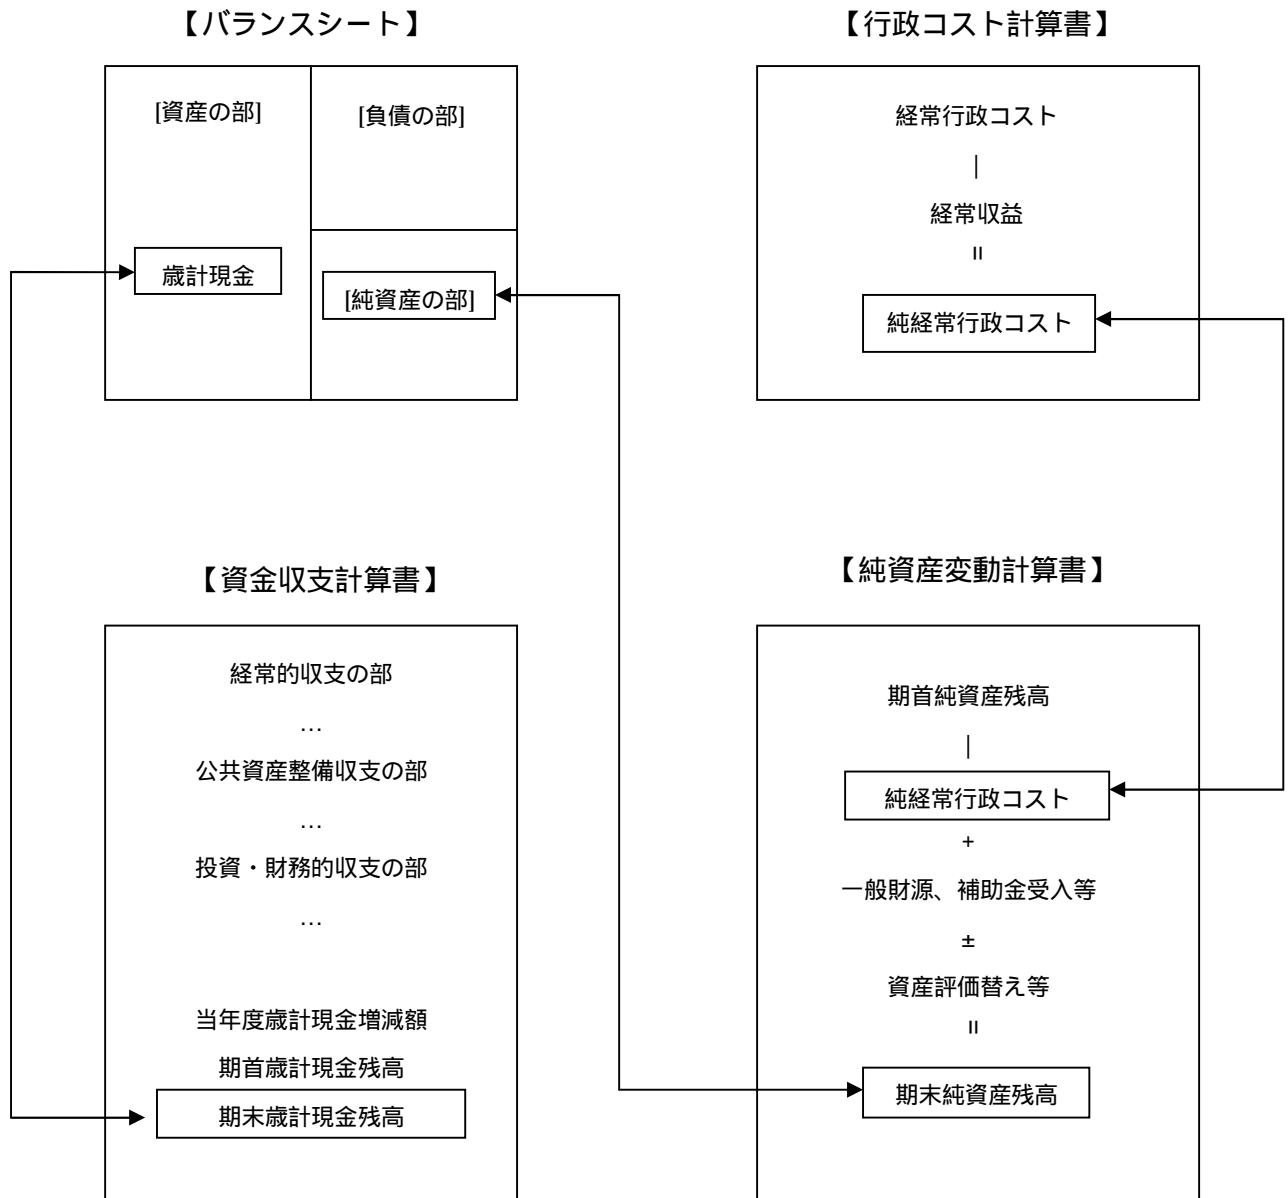 【バランスシート】
[資産の部]
[負債の部]
歳計現金
[純資産の部]
【行政コスト計算書】
経常行政コスト
｜
経常収益
＝
純経常行政コスト
【資金収支計算書】
経常的収支の部
…
公共資産整備収支の部
…
投資・財務的収支の部
…
当年度歳計現金増減額
期首歳計現金残高
期末歳計現金残高
【純資産変動計算書】
期首純資産残高
｜
純経常行政コスト
+
一般財源、補助金受入等
±
資産評価替え等
＝
期末純資産残高